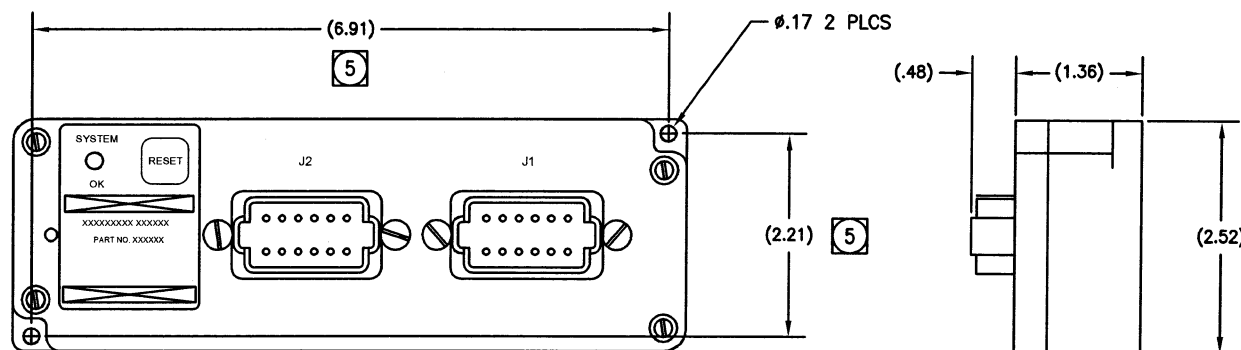 (6.91)
5
ø.17 2 PLCS
(.48)
(1.36)
SYSTEM
OK
RESET
J2
J1
XXXXXXXXX XXXXXX
PART NO. XXXXXX
(2.21)
5
(2.52)